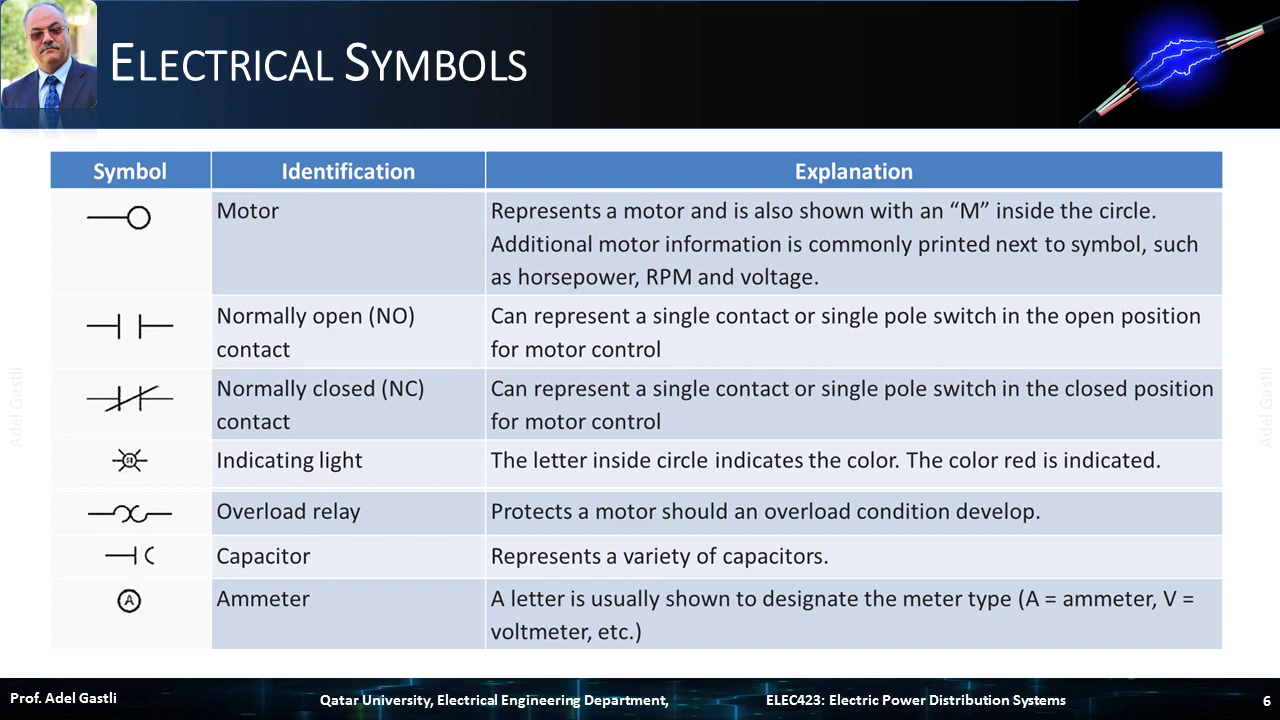 ELECTRICAL SYMBOLS
Symbol Identification Explanation
Motor
Represents a motor and is also shown with an “M” inside the circle.
Additional motor information is commonly printed next to symbol, such
as horsepower, RPM and voltage.
Normally open (NO)
contact
Can represent a single contact or single pole switch in the open position
for motor control
Normally closed (NC)
contact
Can represent a single contact or single pole switch in the closed position
for motor control
Indicating light
The letter inside circle indicates the color. The color red is indicated.
Overload relay
Protects a motor should an overload condition develop.
Capacitor
Represents a variety of capacitors.
A
Ammeter
A letter is usually shown to designate the meter type (A = ammeter, V =
voltmeter, etc.)
Adel Gastli
Adel Gastli
Prof. Adel Gastli
Qatar University, Electrical Engineering Department,
ELEC423: Electric Power Distribution Systems
6